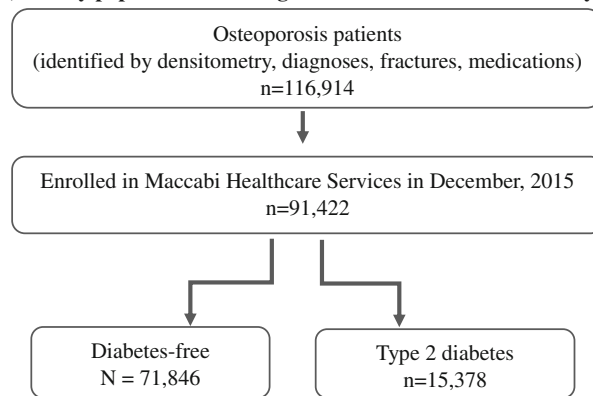 Osteoporosis patients
(identified by densitometry, diagnoses, fractures, medications)
n=116,914
Enrolled in Maccabi Healthcare Services in December, 2015
n=91,422
Diabetes-free
N = 71,846
Type 2 diabetes
n=15,378